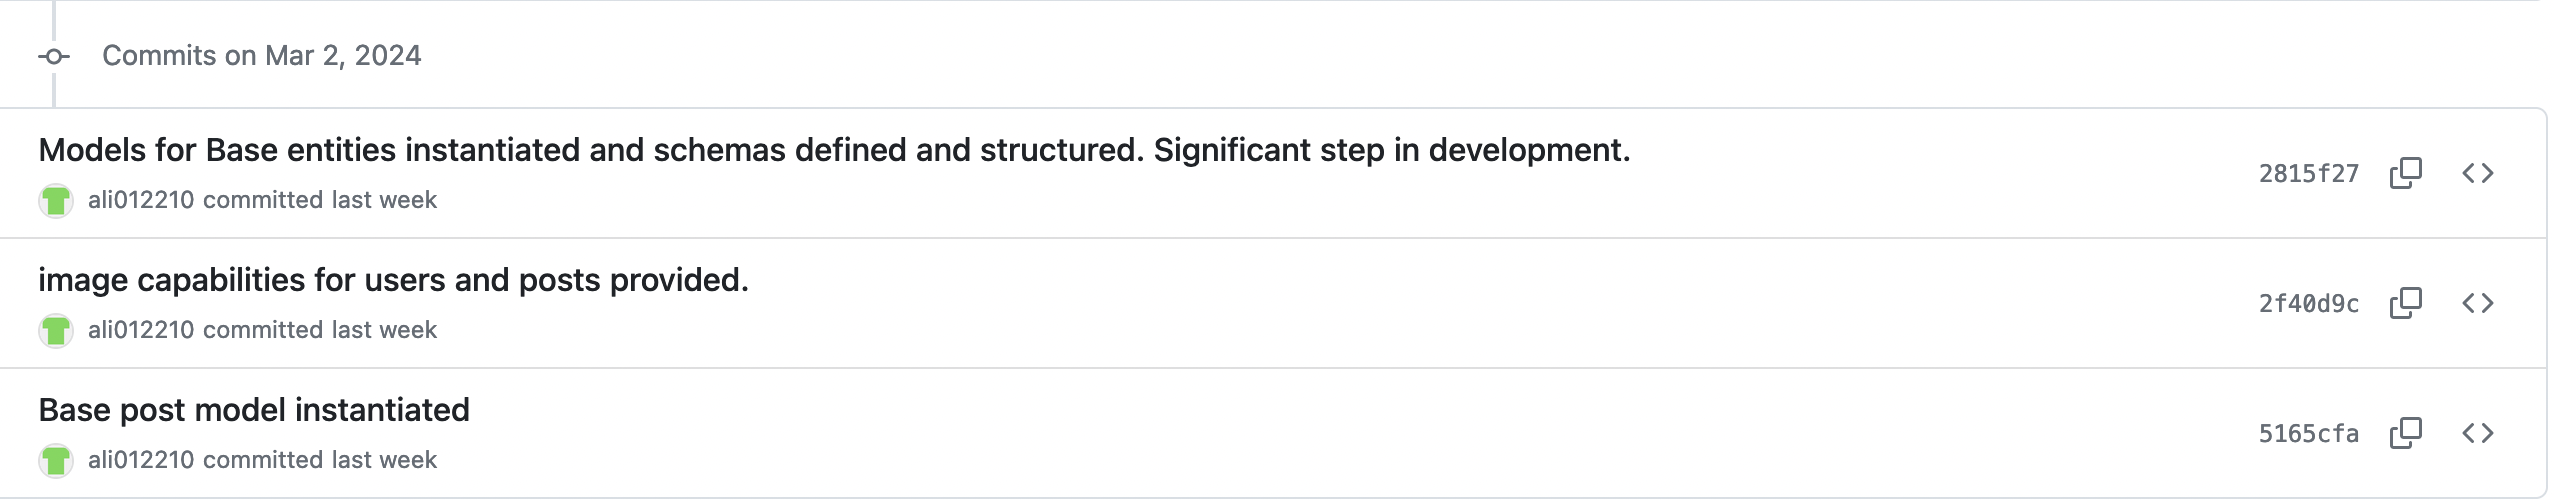 Commits on Mar 2, 2024
Models for Base entities instantiated and schemas defined and structured. Significant step in development.
ali012210 committed last week
2815f27
image capabilities for users and posts provided.
ali012210 committed last week
2f40d9c
Base post model instantiated
ali012210 committed last week
5165cfa